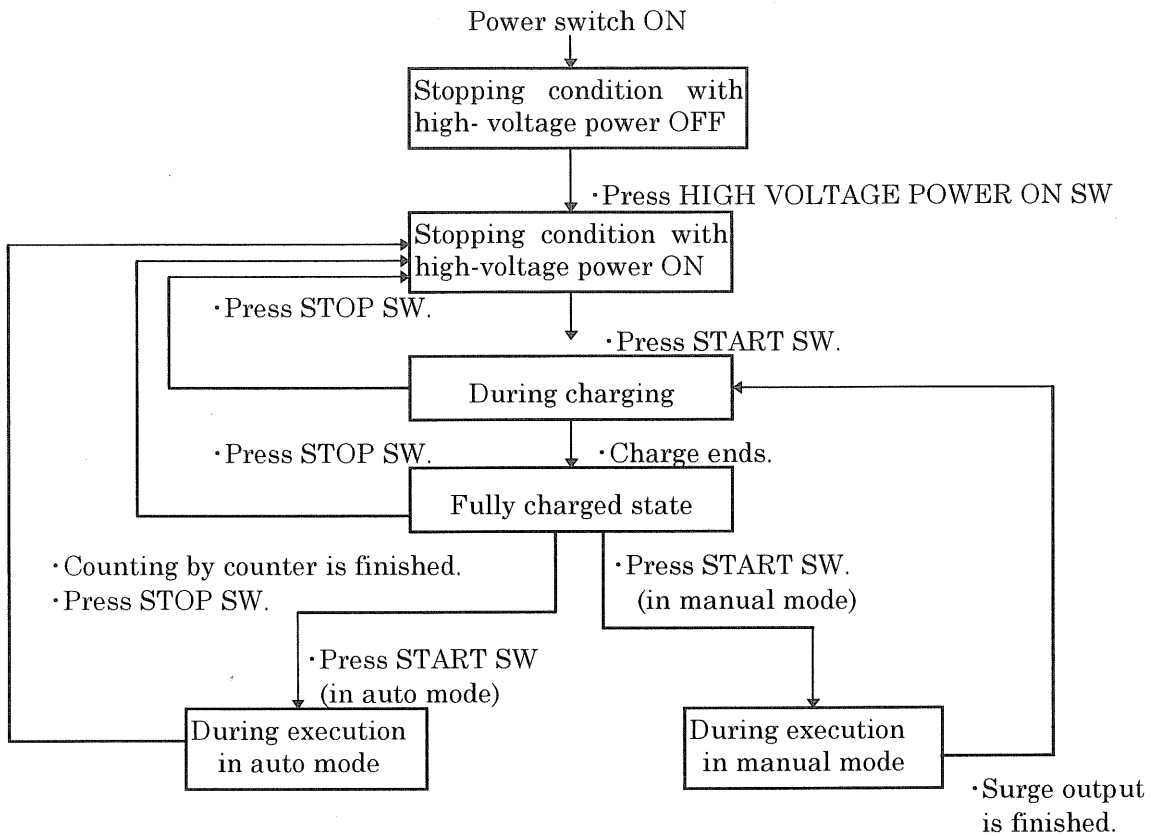 Power switch ON
Stopping condition with
high- voltage power OFF
·Press HIGH VOLTAGE POWER ON SW
Stopping condition with
high-voltage power ON
·Press STOP SW.
·Press START SW.
During charging
·Press STOP SW.
·Charge ends.
Fully charged state
·Counting by counter is finished.
·Press STOP SW.
·Press START SW.
(in manual mode)
·Press START SW
(in auto mode)
During execution
in auto mode
During execution
in manual mode
·Surge output
is finished.